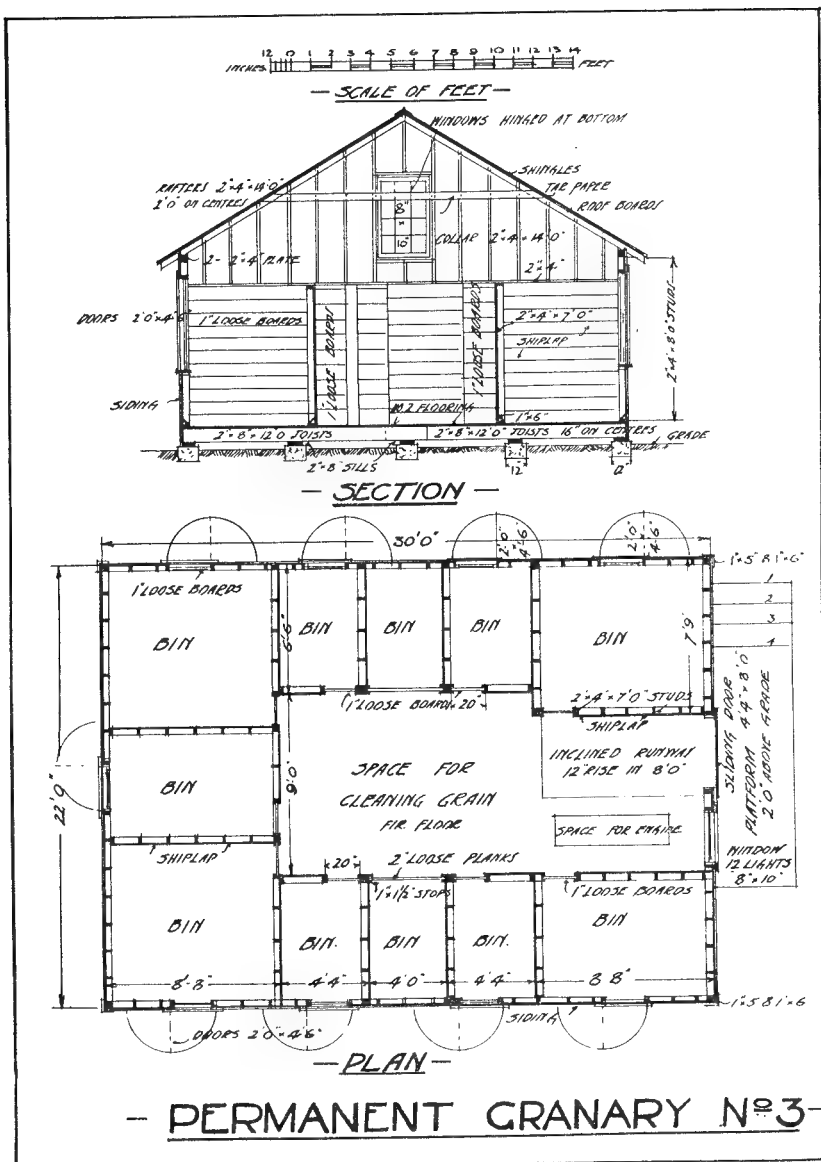 12 0 1 2 3 4 5 6 7 8 9 10 11 12 13 14
INCHES FEET
— SCALE OF FEET —
WINDOWS HINGED AT BOTTOM
SHINGLES
RAFTERS 2"×4"×14'0"
TAR PAPER
2'0" ON CENTRES
ROOF BOARDS
8"
×
10"
COLLAR 2"×4"×14'0"
2- 2"×4" PLATE
2"×4"
DOORS 2'0"×4'6"
1" LOOSE BOARDS
1" LOOSE BOARDS
1" LOOSE BOARDS
2"×4"×7'0"
SHIPLAP
2"×4"×8'0" STUDS
SIDING
NO 2 FLOORING
1"×6"
2"×8"×12'0" JOISTS
2"×8"×12'0" JOISTS 16" ON CENTRES
GRADE
2"×8" SILLS
12"
12"
— SECTION —
30'0"
2'0"×4'6"
2'0"×4'6"
1"×5" & 1"×6"
1" LOOSE BOARDS
1
2
3
4
BIN
BIN
BIN
BIN
BIN
6'6"
7'9"
1" LOOSE BOARD 20"
2"×4"×7'0" STUDS
SHIPLAP
INCLINED RUNWAY
12" RISE IN 8'0"
SLIDING DOOR
PLATFORM 4'4"×8'0"
2'0" ABOVE GRADE
22'0"
BIN
9'0"
SPACE FOR
CLEANING GRAIN
FIR FLOOR
SPACE FOR ENGINE
SHIPLAP
20"
2" LOOSE PLANKS
WINDOW
12 LIGHTS
8"×10"
1"×1½" STOPS
1" LOOSE BOARDS
BIN
BIN.
BIN
BIN.
BIN
8'-8"
4'4"
4'0"
4'4"
8'8"
1"×5 & 1"×6
DOORS 2'0"×4'6"
SIDING
— PLAN —
- PERMANENT GRANARY Nº 3 -